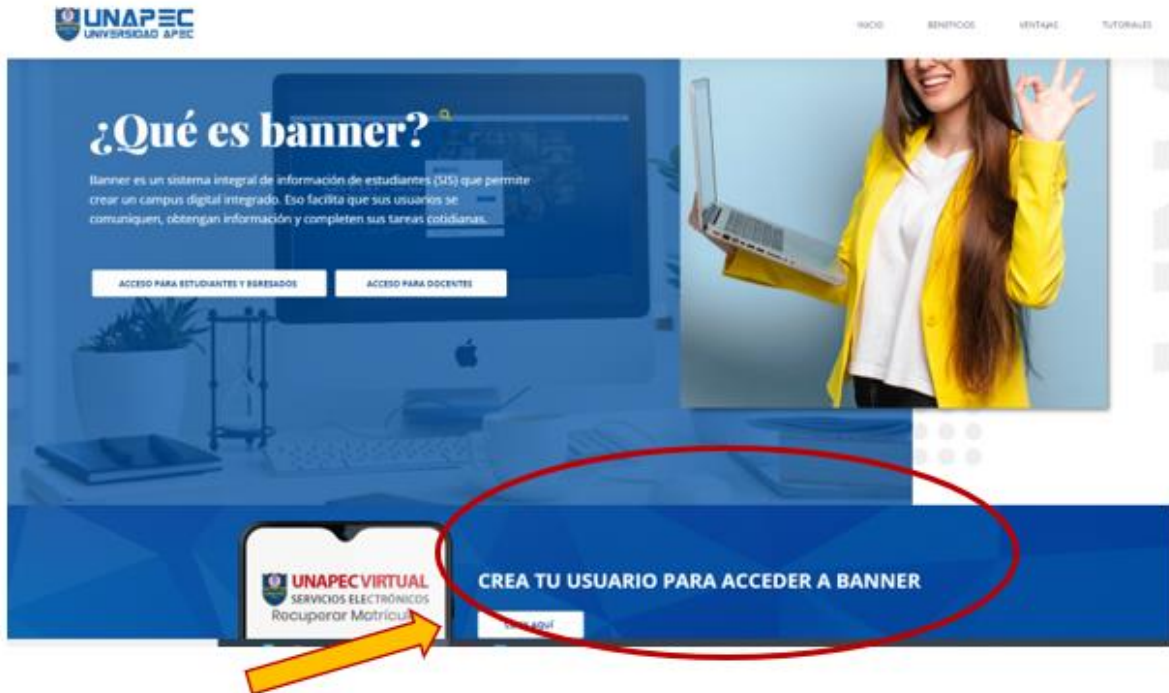 UNAPEC
UNIVERSIDAD APEC
INICIO
BENEFICIOS
VENTAJAS
TUTORIALES
¿Qué es banner?
Banner es un sistema integral de información de estudiantes (SIS) que permite
crear un campus digital integrado. Eso facilita que sus usuarios se
comuniquen, obtengan información y completen sus tareas cotidianas.
ACCESO PARA ESTUDIANTES Y EGRESADOS
ACCESO PARA DOCENTES
UNAPEC VIRTUAL
SERVICIOS ELECTRÓNICOS
Recuperar
CREA TU USUARIO PARA ACCEDER A BANNER
AQUÍ